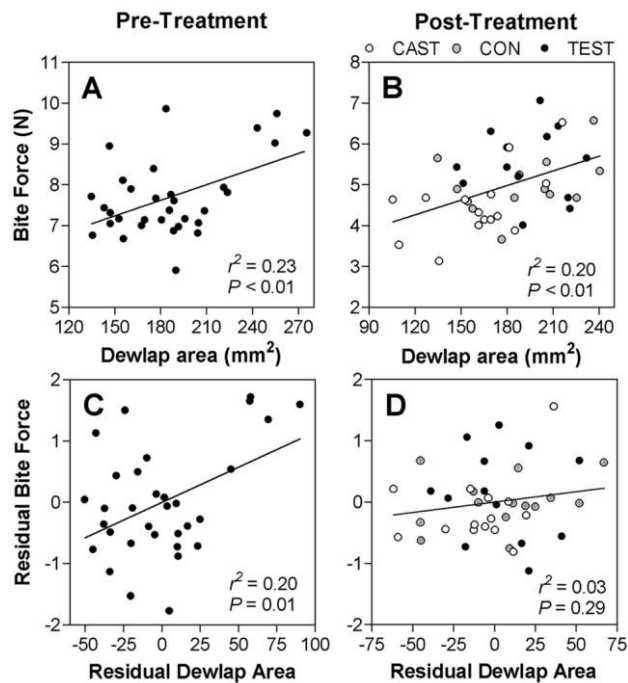 Pre-Treatment
Post-Treatment
CAST CON TEST
A
Bite Force (N)
11
10
9
8
7
6
5
120 150 180 210 240 270
r² = 0.23
P < 0.01
Dewlap area (mm²)
B
8
7
6
5
4
3
2
90 120 150 180 210 240
r² = 0.20
P < 0.01
Dewlap area (mm²)
C
Residual Bite Force
2
1
0
-1
-2
-50 -25 0 25 50 75 100
r² = 0.20
P = 0.01
Residual Dewlap Area
D
2
1
0
-1
-2
-75 -50 -25 0 25 50 75
r² = 0.03
P = 0.29
Residual Dewlap Area